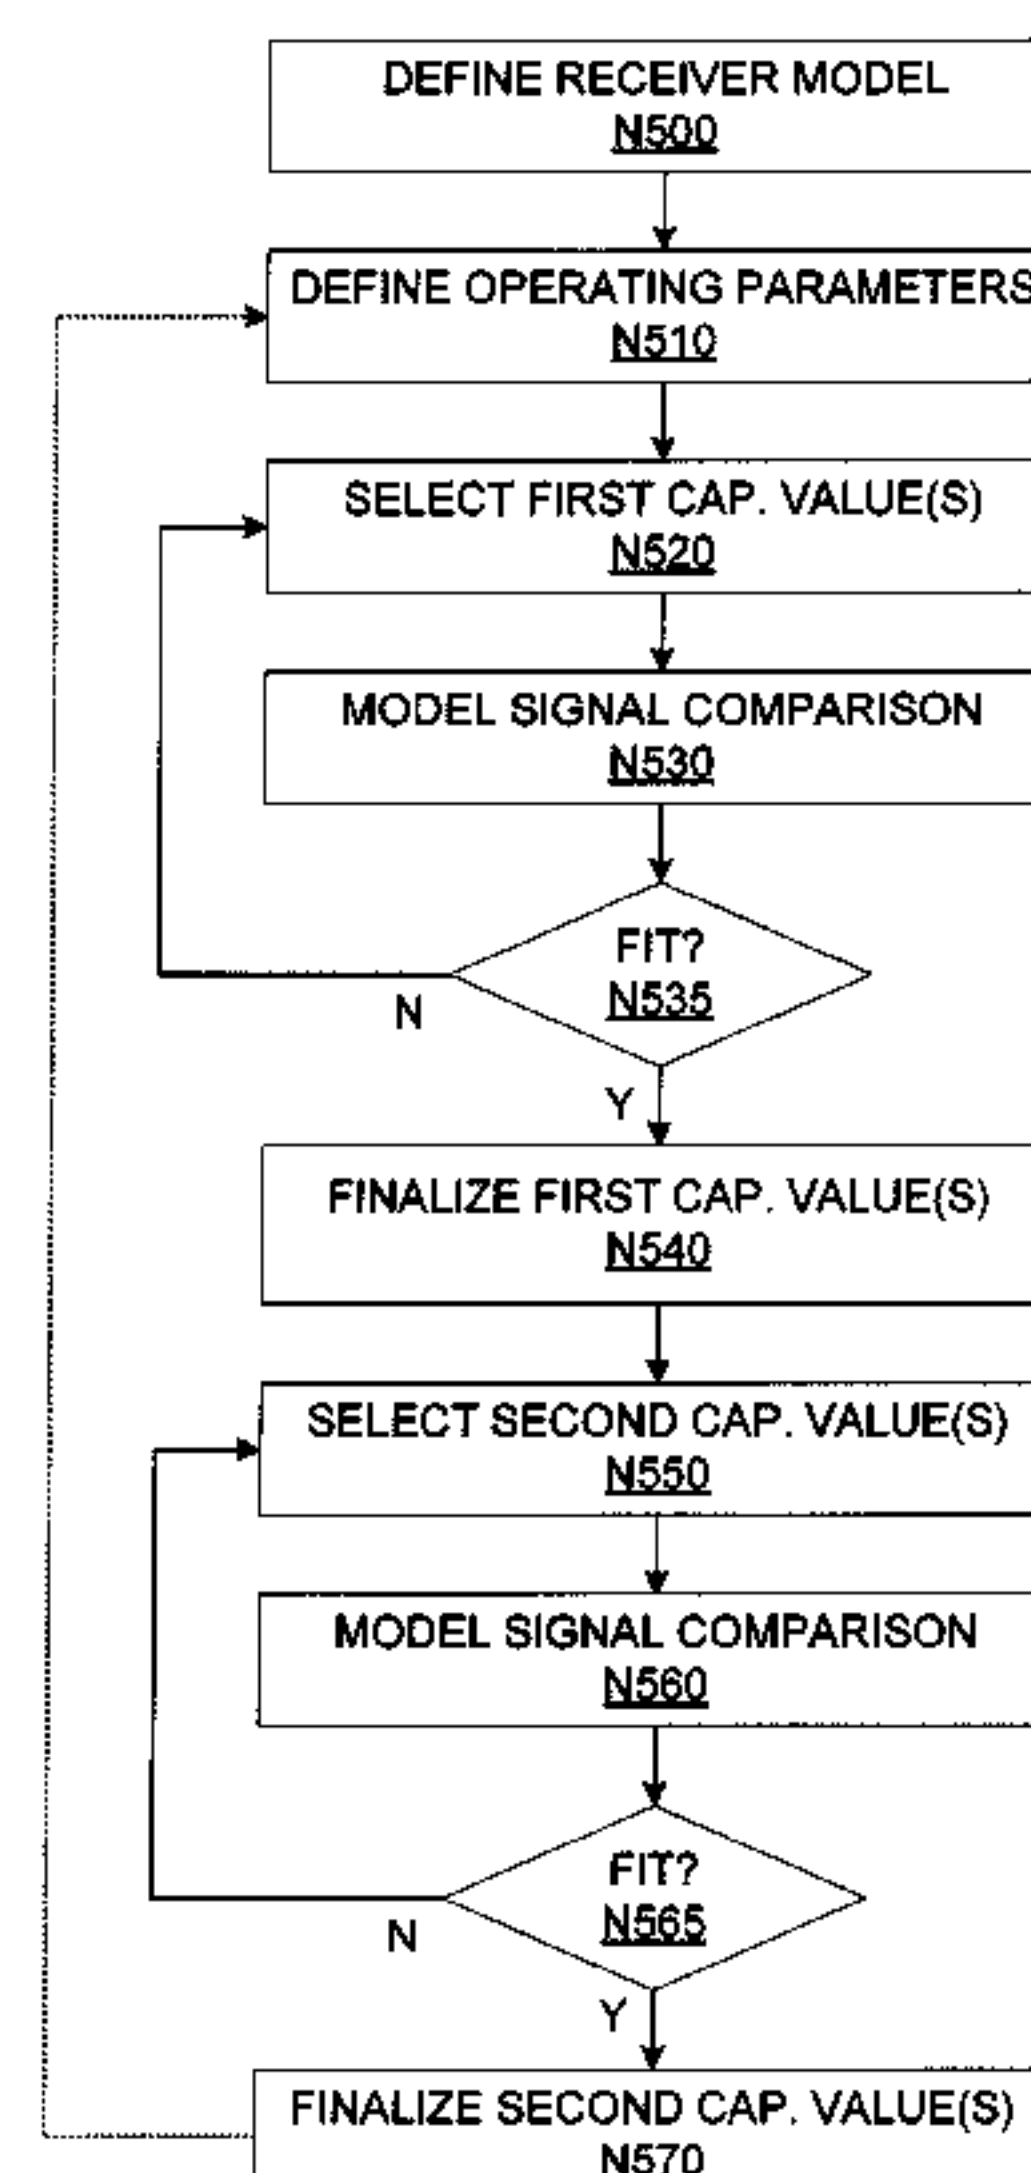 DEFINE RECEIVER MODEL
N500
DEFINE OPERATING PARAMETERS
N510
SELECT FIRST CAP. VALUE(S)
N520
MODEL SIGNAL COMPARISON
N530
FIT?
N535
N
Y
FINALIZE FIRST CAP. VALUE(S)
N540
SELECT SECOND CAP. VALUE(S)
N550
MODEL SIGNAL COMPARISON
N560
FIT?
N565
N
Y
FINALIZE SECOND CAP. VALUE(S)
N570